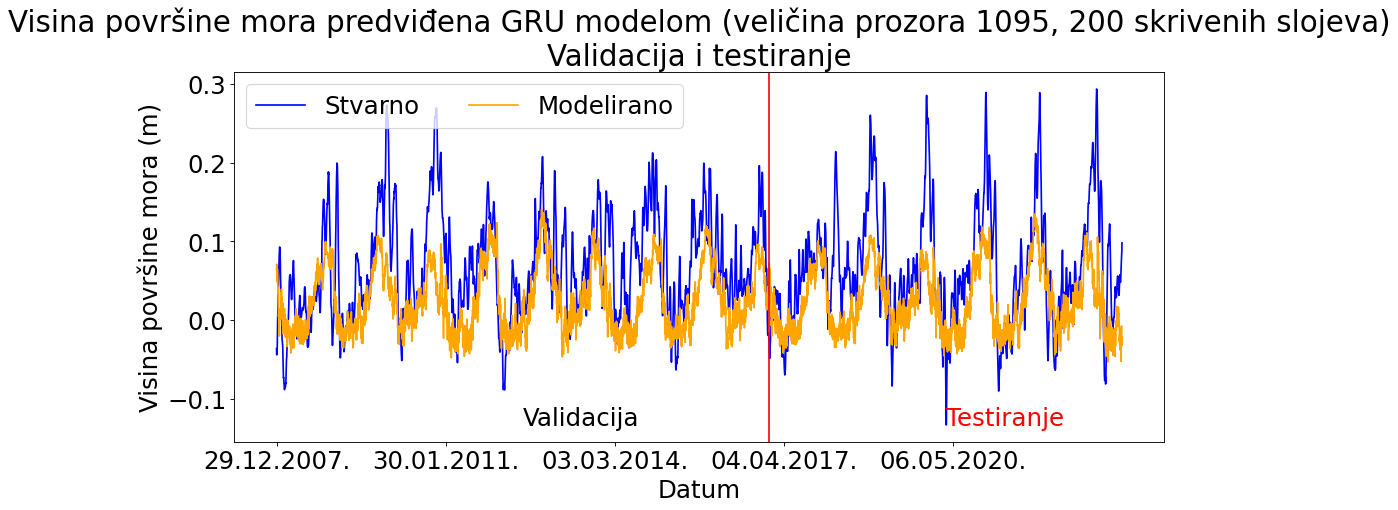 Visina površine mora predviđena GRU modelom (veličina prozora 1095, 200 skrivenih slojeva)
Validacija i testiranje
Stvarno Modelirano
Visina površine mora (m)
0.3
0.2
0.1
0.0
−0.1
Validacija Testiranje
29.12.2007. 30.01.2011. 03.03.2014. 04.04.2017. 06.05.2020.
Datum